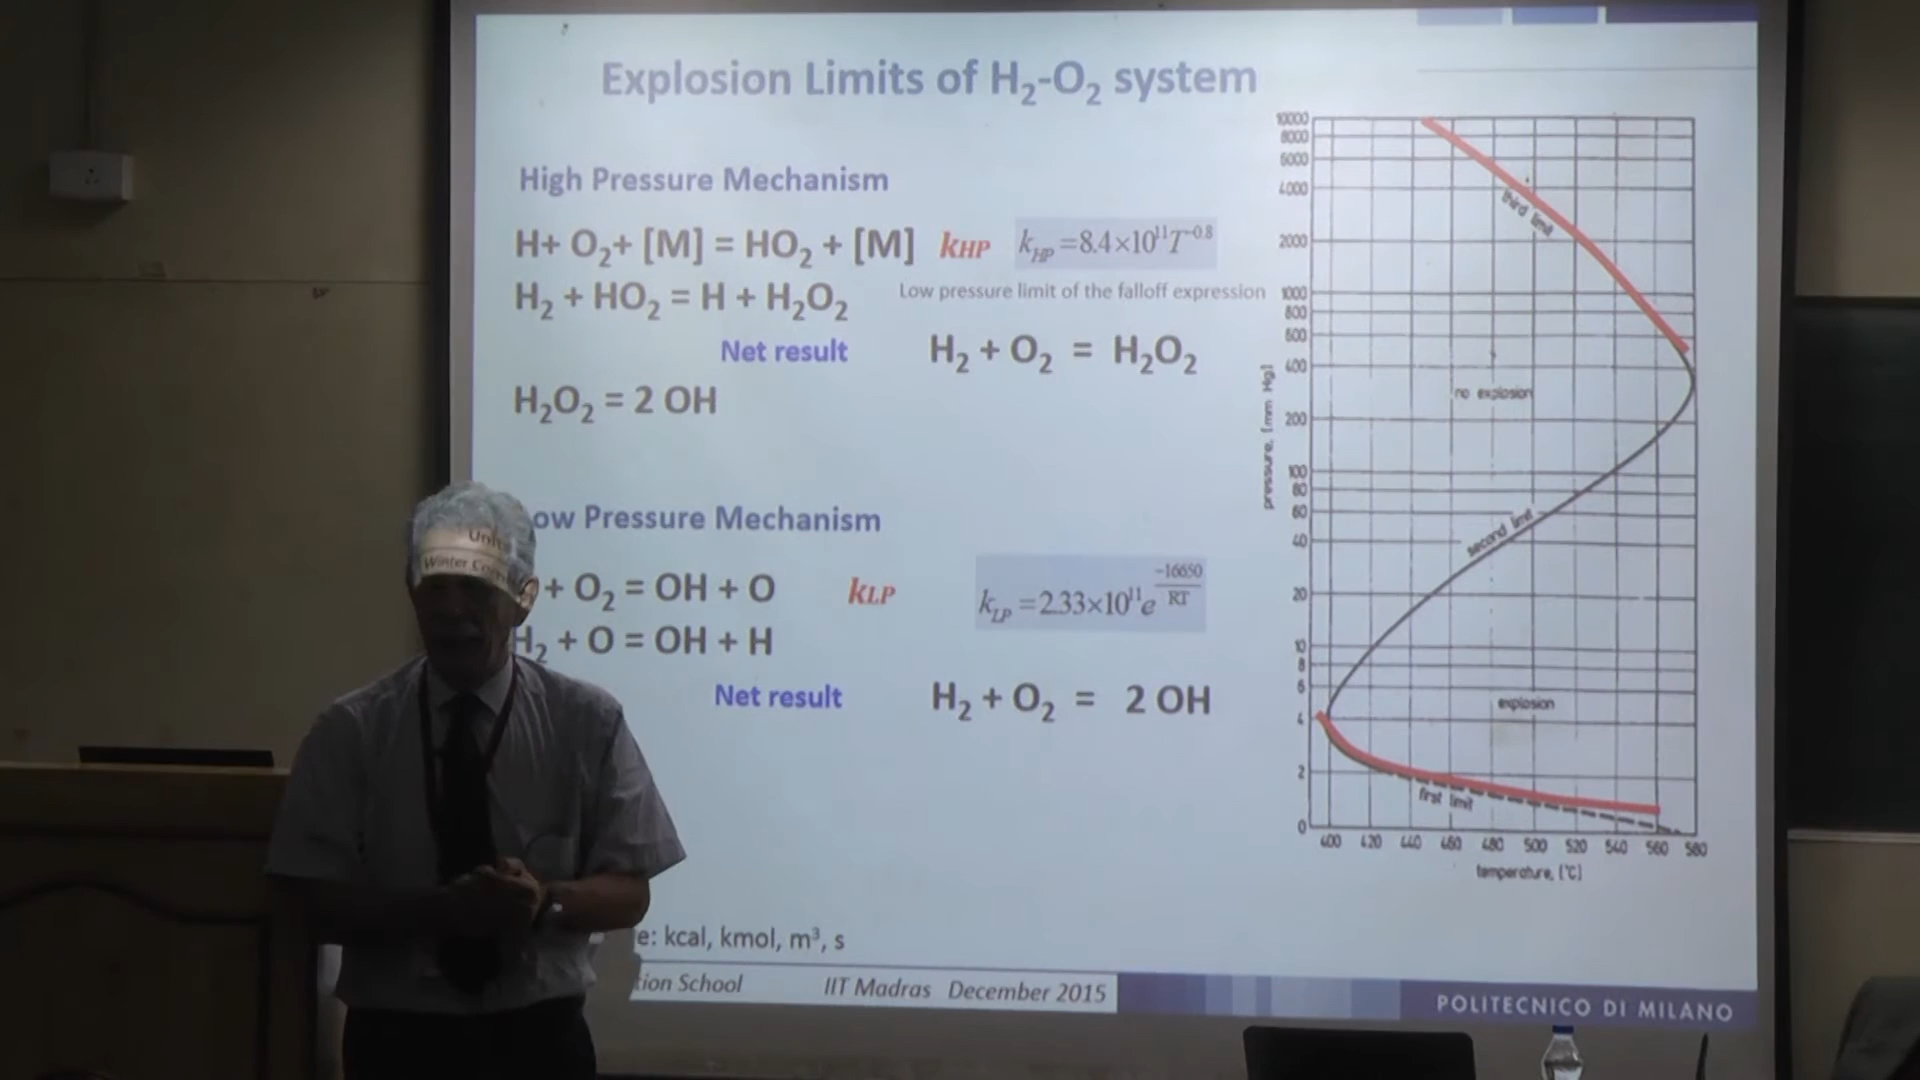 Explosion Limits of H₂-O₂ system
High Pressure Mechanism
H+ O₂+ [M] = HO₂ + [M] kHP k_HP =8.4×10¹¹T⁻⁰·⁸
H₂ + HO₂ = H + H₂O₂ Low pressure limit of the falloff expression
Net result H₂ + O₂ = H₂O₂
H₂O₂ = 2 OH
ow Pressure Mechanism
+ O₂ = OH + O kLP k_LP =2.33×10¹¹e^(-16650/RT)
H₂ + O = OH + H
Net result H₂ + O₂ = 2 OH
e: kcal, kmol, m³, s
tion School IIT Madras December 2015
POLITECNICO DI MILANO
Winter
pressure, [mm Hg]
10000
8000
6000
4000
2000
1000
800
600
400
200
100
80
60
40
20
10
8
6
4
2
0
third limit
no explosion
second limit
explosion
first limit
400 420 440 460 480 500 520 540 560 580
temperature, [°C]